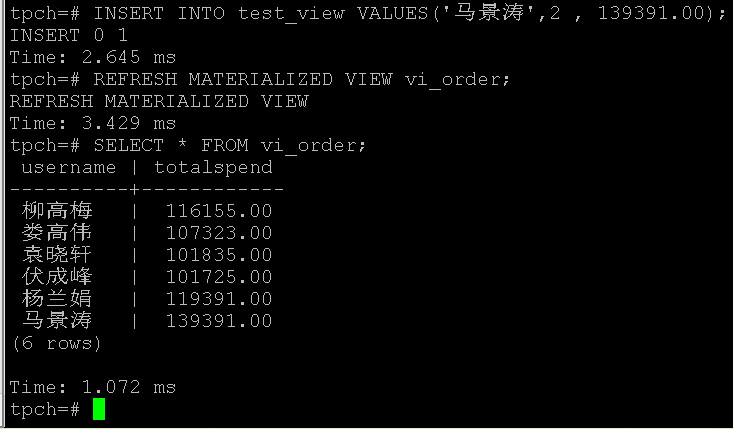 tpch=# INSERT INTO test_view VALUES('马景涛',2 , 139391.00);
INSERT 0 1
Time: 2.645 ms
tpch=# REFRESH MATERIALIZED VIEW vi_order;
REFRESH MATERIALIZED VIEW
Time: 3.429 ms
tpch=# SELECT * FROM vi_order;
 username | totalspend
----------+------------
 柳高梅   |  116155.00
 娄高伟   |  107323.00
 袁晓轩   |  101835.00
 伏成峰   |  101725.00
 杨兰娟   |  119391.00
 马景涛   |  139391.00
(6 rows)
Time: 1.072 ms
tpch=#